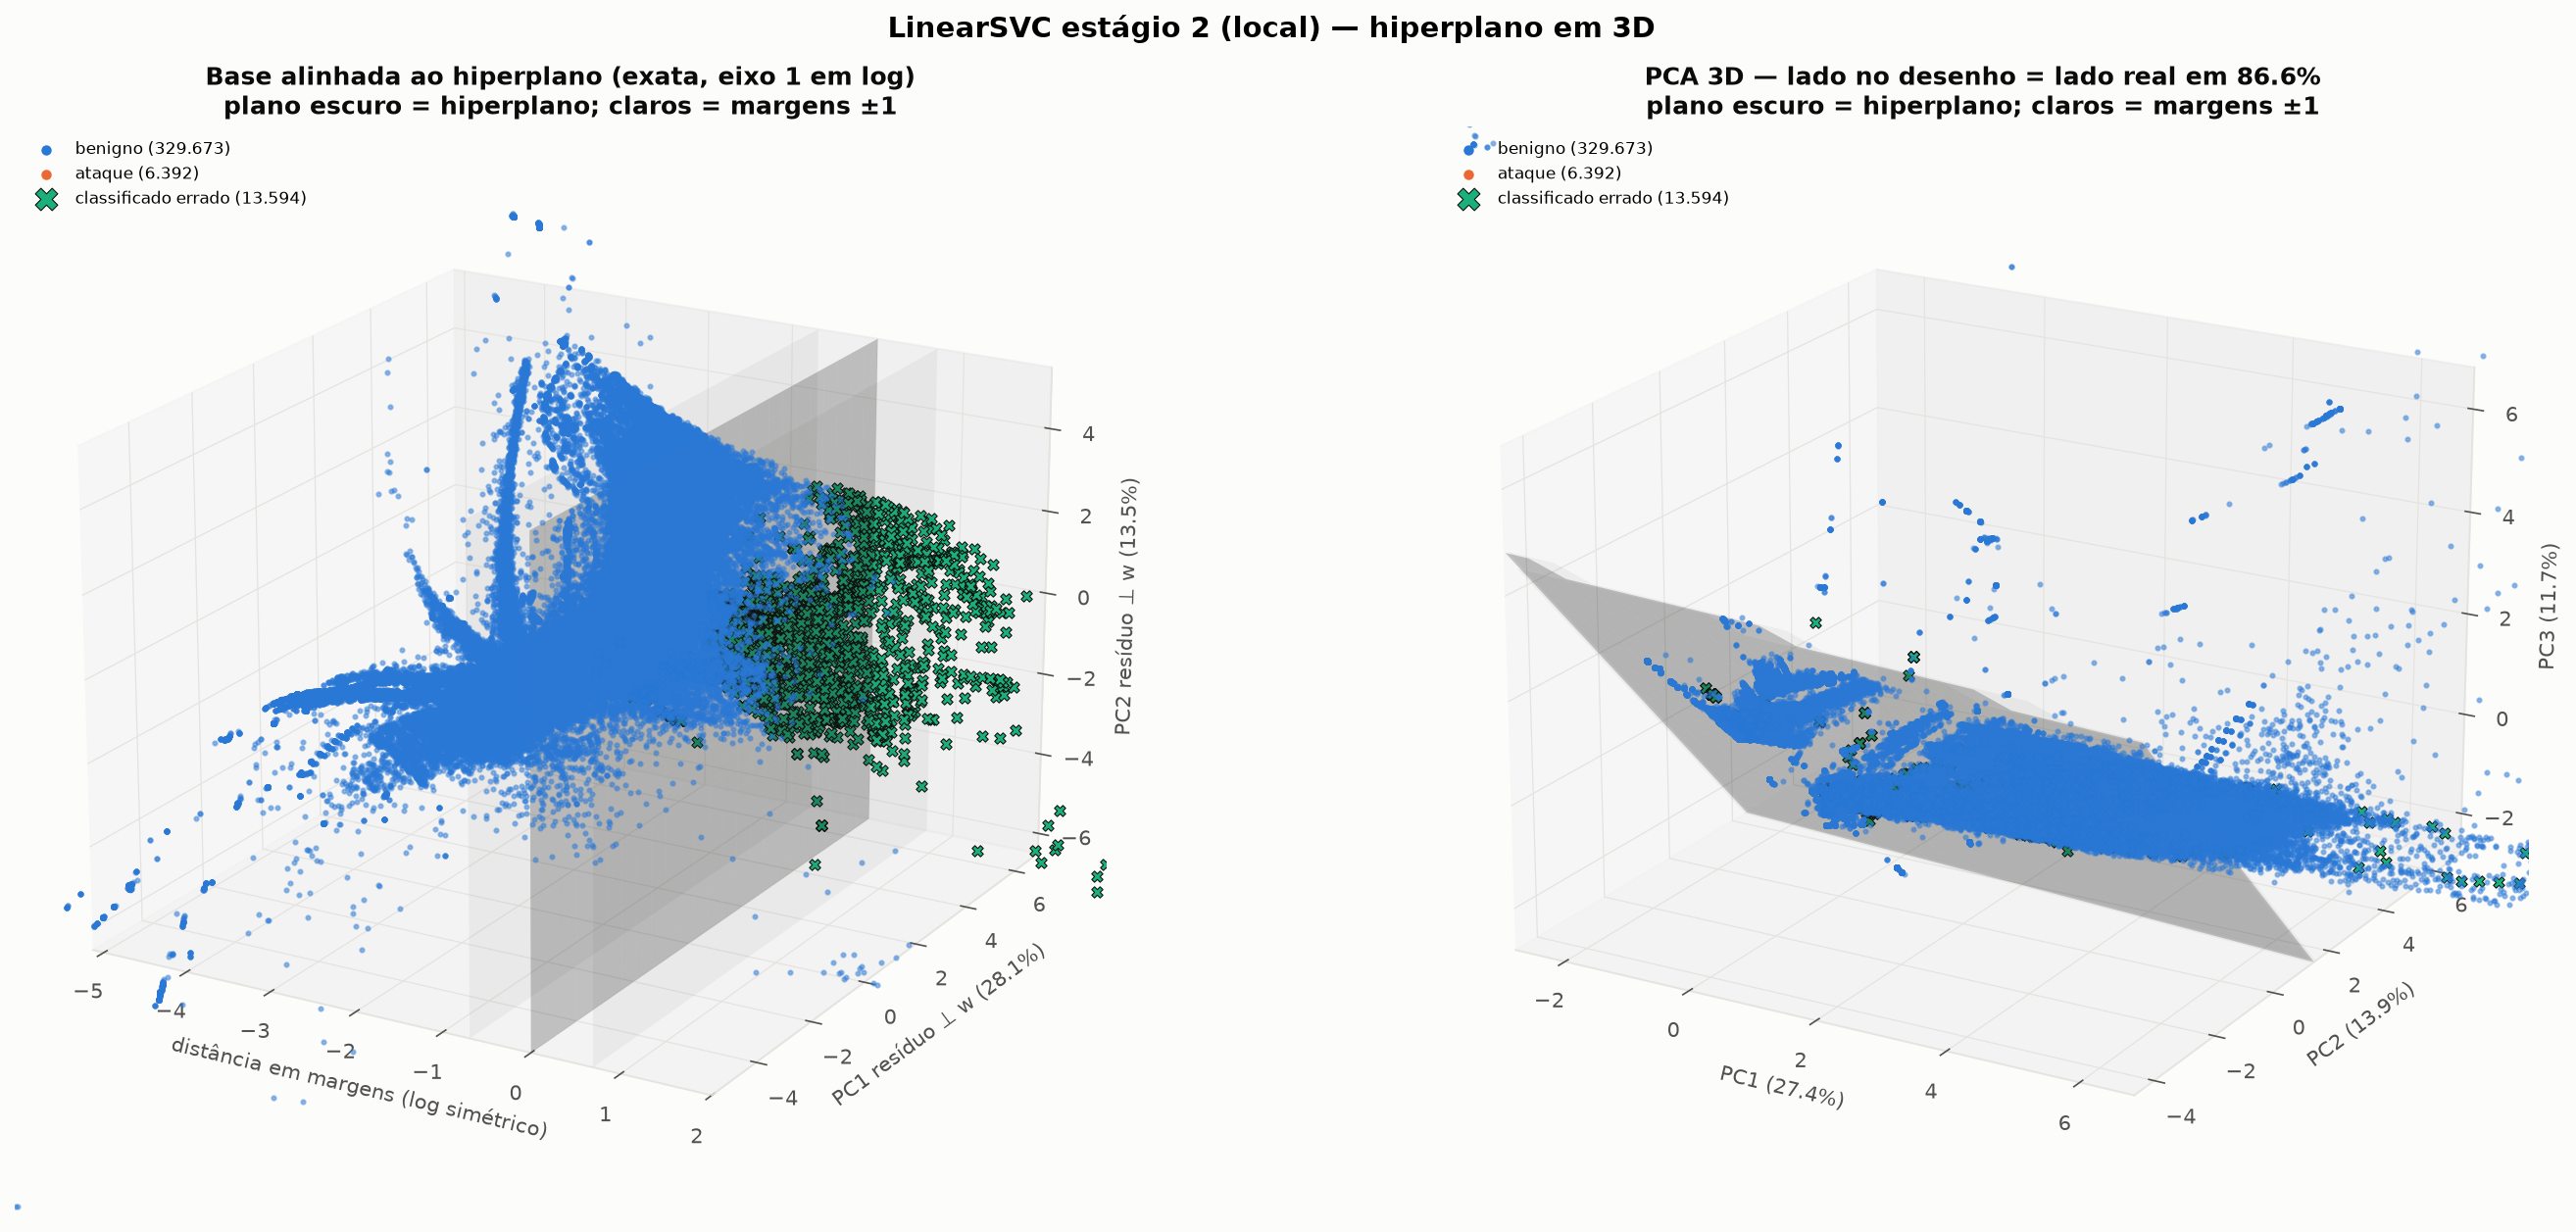 LinearSVC estágio 2 (local) — hiperplano em 3D
Base alinhada ao hiperplano (exata, eixo 1 em log)
plano escuro = hiperplano; claros = margens ±1
benigno (329.673)
ataque (6.392)
classificado errado (13.594)
4
2
0
−2
−4
−6
PC2 resíduo ⊥ w (13.5%)
6
4
2
0
−2
−4
PC1 resíduo ⊥ w (28.1%)
−5
−4
−3
−2
−1
0
1
2
distância em margens (log simétrico)
PCA 3D — lado no desenho = lado real em 86.6%
plano escuro = hiperplano; claros = margens ±1
benigno (329.673)
ataque (6.392)
classificado errado (13.594)
6
4
2
0
−2
PC3 (11.7%)
6
4
2
0
−2
−4
PC2 (13.9%)
−2
0
2
4
6
PC1 (27.4%)